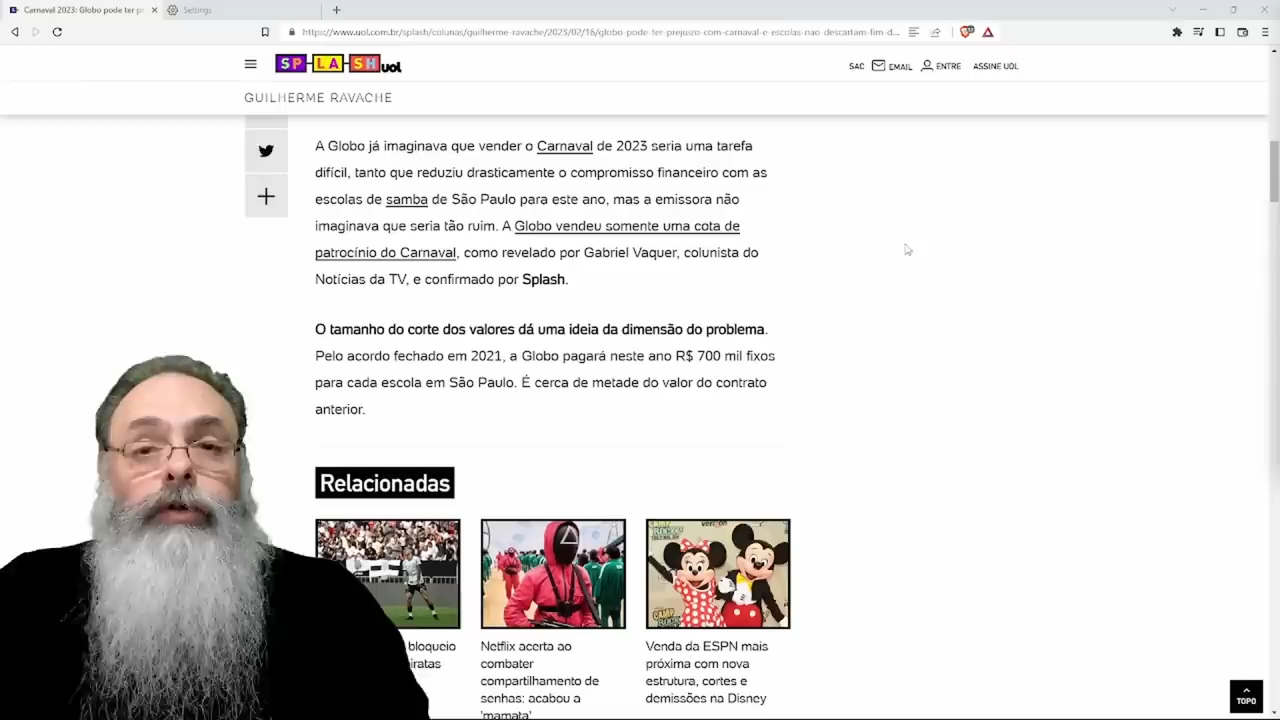 Carnaval 2023: Globo pode ter pr
Settings
https://www.uol.com.br/splash/colunas/guilherme-ravache/2023/02/16/globo-pode-ter-prejuizo-com-carnaval-e-escolas-nao-descartam-fim-d...
SPLASH uol
SAC EMAIL ENTRE ASSINE UOL
GUILHERME RAVACHE
A Globo já imaginava que vender o Carnaval de 2023 seria uma tarefa
difícil, tanto que reduziu drasticamente o compromisso financeiro com as
escolas de samba de São Paulo para este ano, mas a emissora não
imaginava que seria tão ruim. A Globo vendeu somente uma cota de
patrocínio do Carnaval, como revelado por Gabriel Vaquer, colunista do
Notícias da TV, e confirmado por Splash.
O tamanho do corte dos valores dá uma ideia da dimensão do problema.
Pelo acordo fechado em 2021, a Globo pagará neste ano R$ 700 mil fixos
para cada escola em São Paulo. É cerca de metade do valor do contrato
anterior.
Relacionadas
verizon
bloqueio
iratas
Netflix acerta ao
combater
compartilhamento de
senhas: acabou a
'mamata'
Venda da ESPN mais
próxima com nova
estrutura, cortes e
demissões na Disney
TOPO